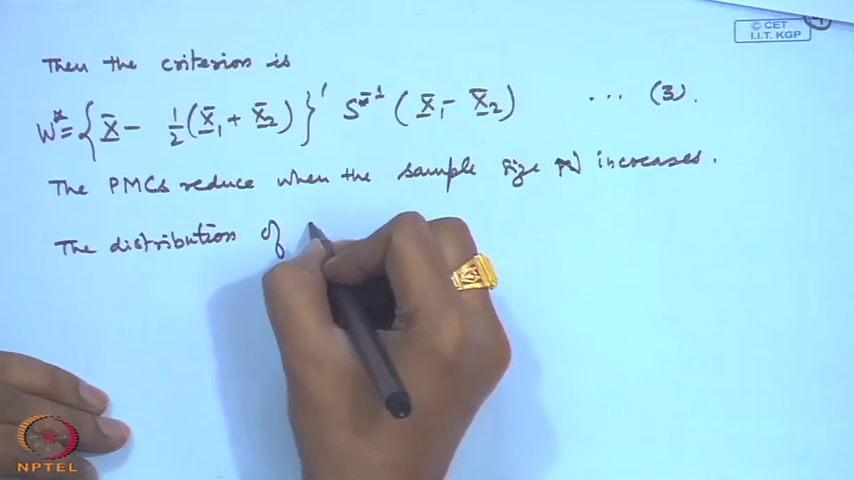 © CET
I.I.T. KGP
Then the criterion is
W* = { X̲̄ − 1/2 (X̲̄₁ + X̲̄₂) }′ S*⁻¹ ( X̲̄₁ − X̲̄₂ ) ... (3).
The PMCs reduce when the sample size N increases.
The distribution of
NPTEL